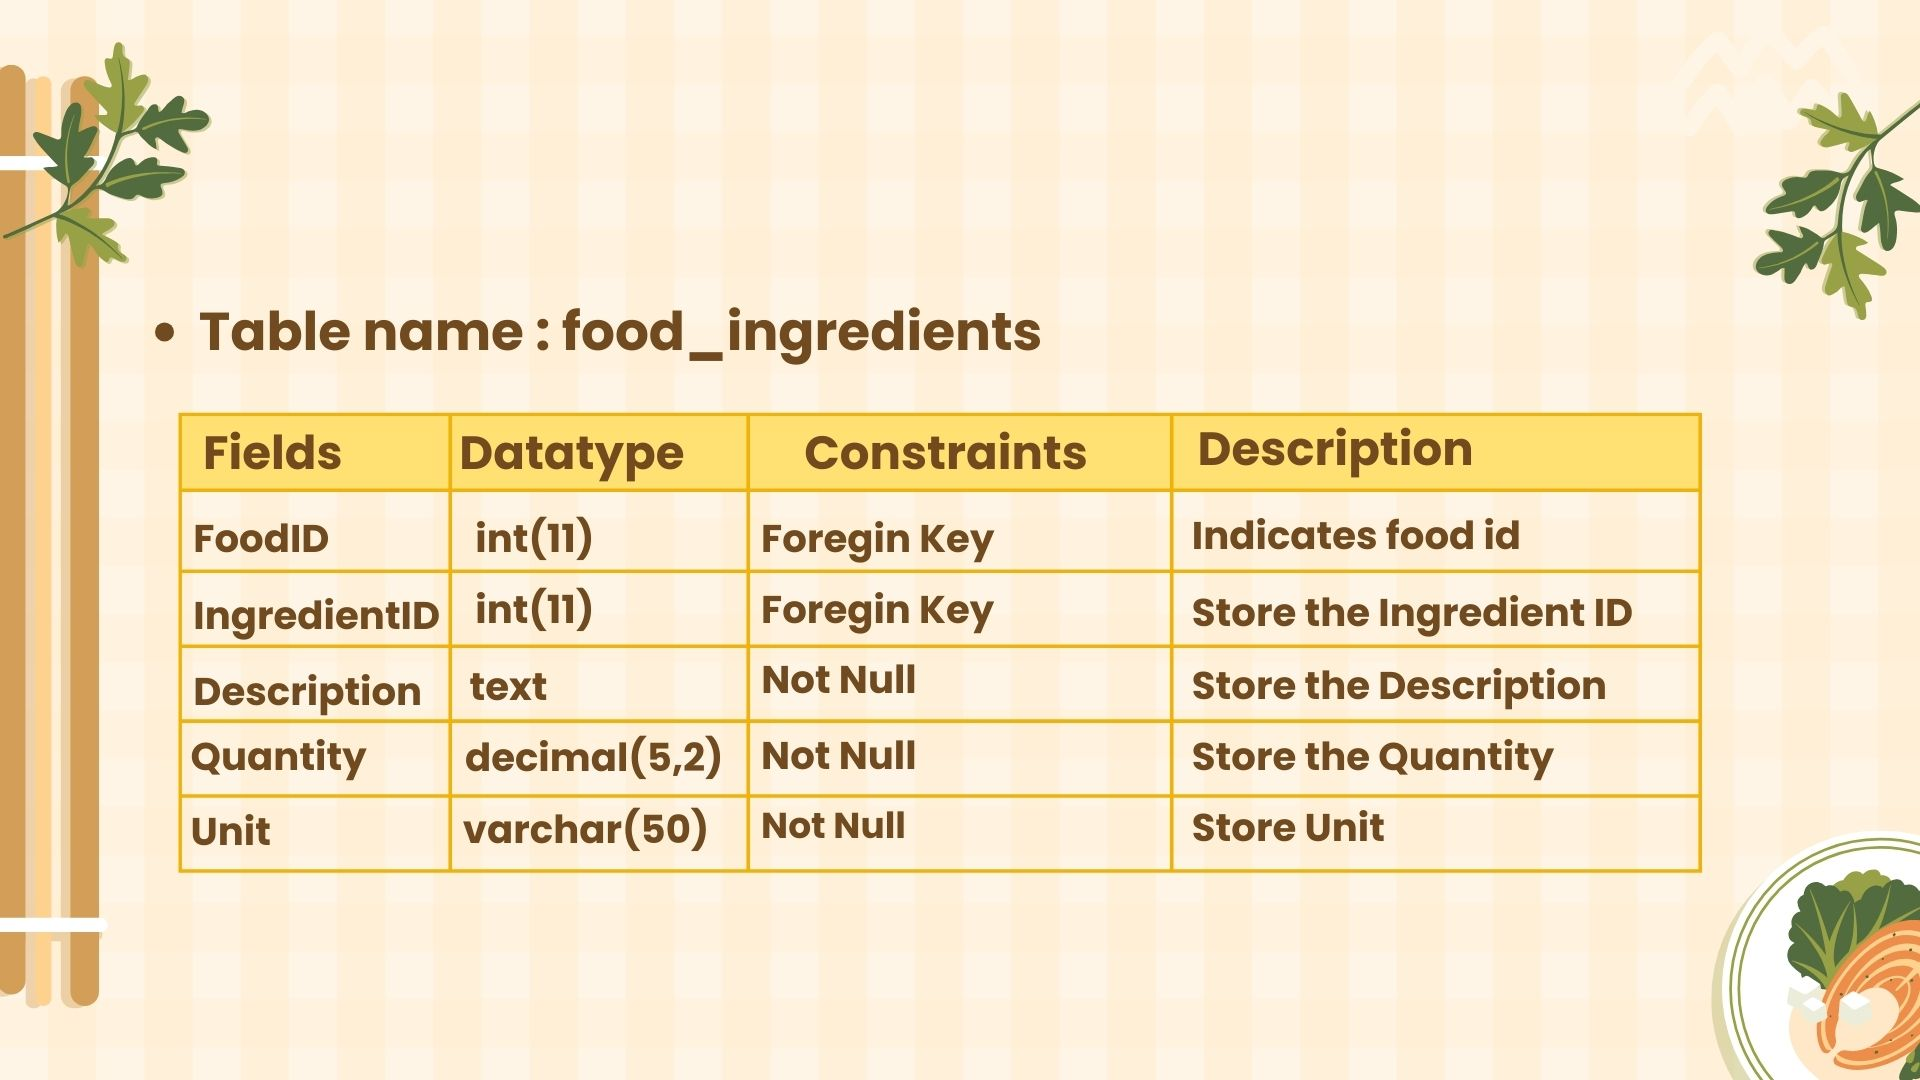 • Table name : food_ingredients
Fields Datatype Constraints Description
FoodID int(11) Foregin Key Indicates food id
IngredientID int(11) Foregin Key Store the Ingredient ID
Description text Not Null Store the Description
Quantity decimal(5,2) Not Null Store the Quantity
Unit varchar(50) Not Null Store Unit